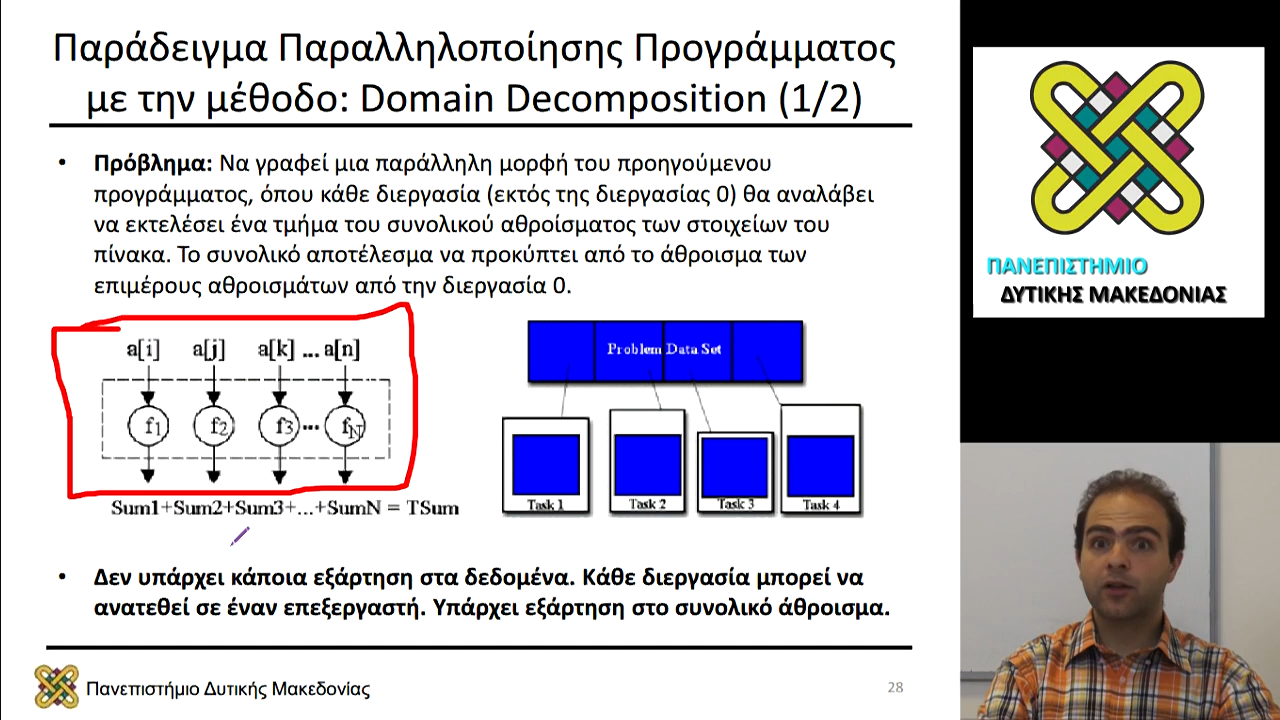 Παράδειγμα Παραλληλοποίησης Προγράμματος
με την μέθοδο: Domain Decomposition (1/2)
• Πρόβλημα: Να γραφεί μια παράλληλη μορφή του προηγούμενου
προγράμματος, όπου κάθε διεργασία (εκτός της διεργασίας 0) θα αναλάβει
να εκτελέσει ένα τμήμα του συνολικού αθροίσματος των στοιχείων του
πίνακα. Το συνολικό αποτέλεσμα να προκύπτει από το άθροισμα των
επιμέρους αθροισμάτων από την διεργασία 0.
a[i] a[j] a[k] ... a[n]
f1 f2 f3 ... fN
Sum1+Sum2+Sum3+...+SumN = TSum
Problem Data Set
Task 1 Task 2 Task 3 Task 4
• Δεν υπάρχει κάποια εξάρτηση στα δεδομένα. Κάθε διεργασία μπορεί να
ανατεθεί σε έναν επεξεργαστή. Υπάρχει εξάρτηση στο συνολικό άθροισμα.
Πανεπιστήμιο Δυτικής Μακεδονίας
28
ΠΑΝΕΠΙΣΤΗΜΙΟ
ΔΥΤΙΚΗΣ ΜΑΚΕΔΟΝΙΑΣ